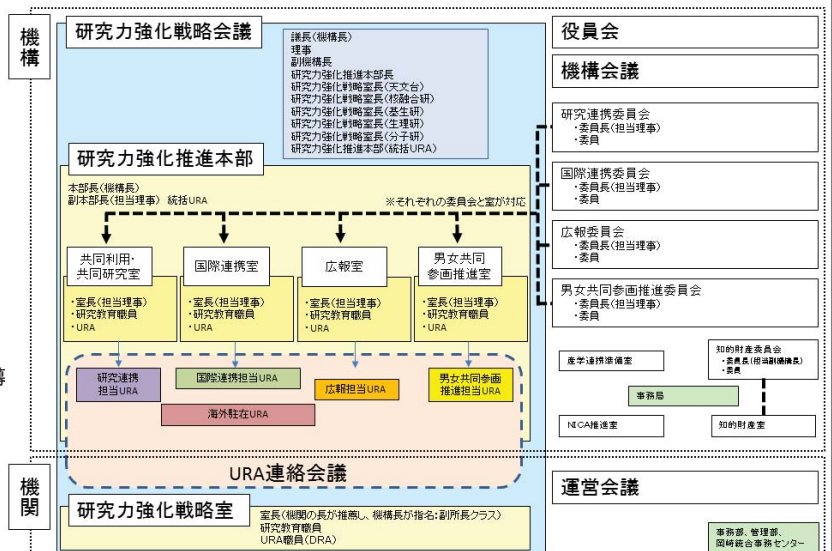 機構
研究力強化戦略会議
議長(機構長)
理事
副機構長
研究力強化推進本部長
研究力強化戦略室長(天文台)
研究力強化戦略室長(核融合研)
研究力強化戦略室長(基生研)
研究力強化戦略室長(生理研)
研究力強化戦略室長(分子研)
研究力強化推進本部(統括URA)
役員会
機構会議
研究連携委員会
・委員長(担当理事)
・委員
国際連携委員会
・委員長(担当理事)
・委員
広報委員会
・委員長(担当理事)
・委員
男女共同参画推進委員会
・委員長(担当理事)
・委員
研究力強化推進本部
本部長(機構長)
副本部長(担当理事) 統括URA
※それぞれの委員会と室が対応
共同利用・
共同研究室
・室長(担当理事)
・研究教育職員
・URA
国際連携室
・室長(担当理事)
・研究教育職員
・URA
広報室
・室長(担当理事)
・研究教育職員
・URA
男女共同
参画推進室
・室長(担当理事)
・研究教育職員
・URA
研究連携
担当URA
国際連携担当URA
広報担当URA
男女共同参画
推進担当URA
海外駐在URA
URA連絡会議
産学連携準備室
知的財産委員会
・委員長(担当副機構長)
・委員
事務局
NICA推進室
知的財産室
機関
研究力強化戦略室
室長(機関の長が推薦し、機構長が指名:副所長クラス)
研究教育職員
URA職員(DRA)
運営会議
事務部、管理部、
岡崎統合事務センター